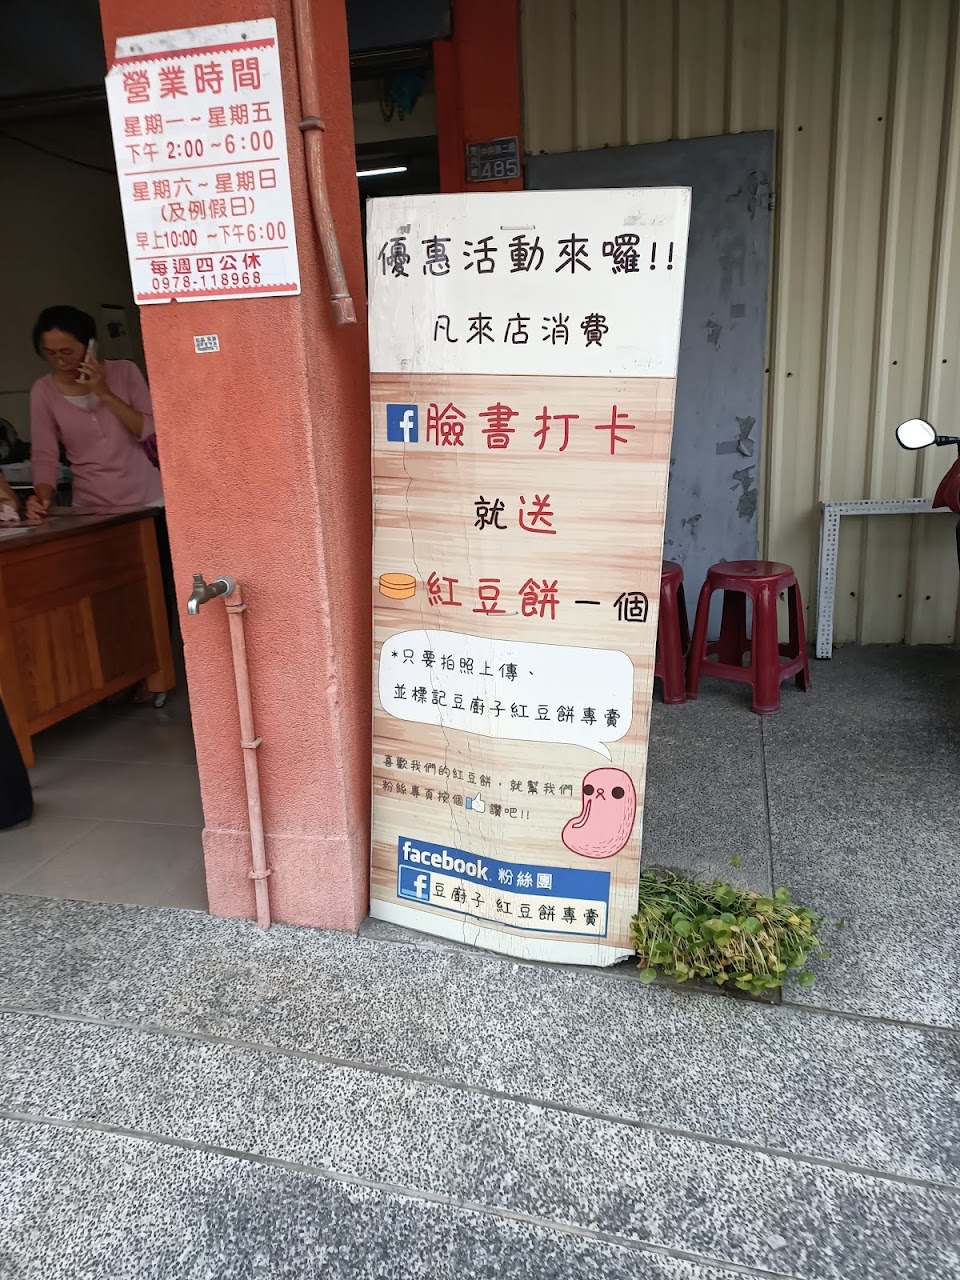 營業時間
星期一~星期五
下午 2:00~6:00
星期六~星期日
(及例假日)
早上10:00 ~下午6:00
每週四公休
0978-118968
485
優惠活動來囉!!
凡來店消費
f 臉書打卡
就送
紅豆餅一個
*只要拍照上傳、
並標記豆廚子紅豆餅專賣
喜歡我們的紅豆餅，就幫我們
粉絲專頁按個 讚吧!!
facebook. 粉絲團
f 豆廚子 紅豆餅專賣